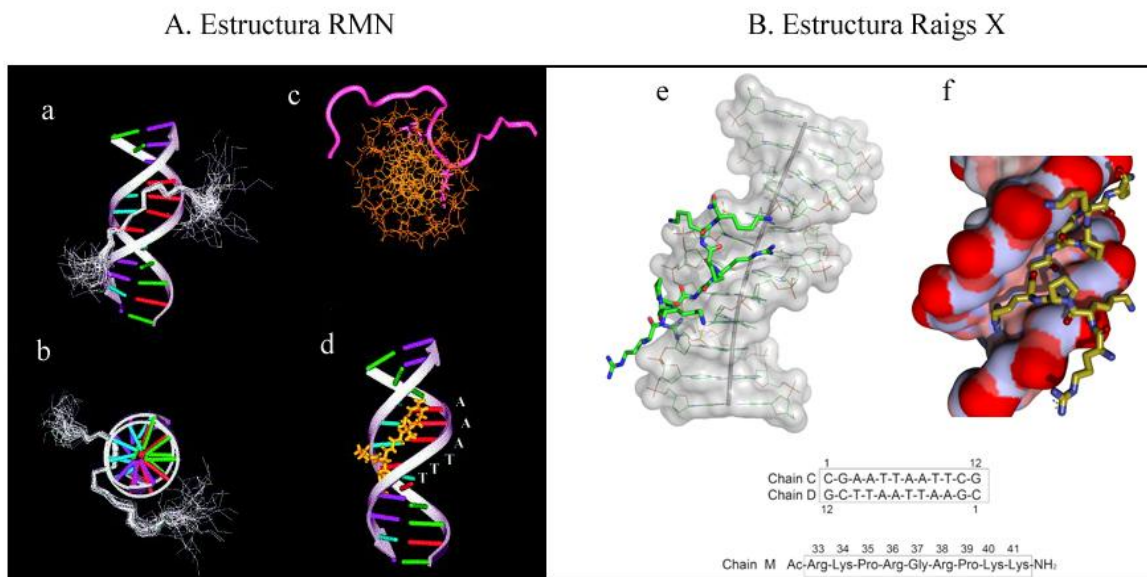 A. Estructura RMN
B. Estructura Raigs X
a
c
e
f
b
d
A
A
A
T
T
T
1 12
Chain C C-G-A-A-T-T-A-A-T-T-C-G
Chain D G-C-T-T-A-A-T-T-A-A-G-C
12 1
33 34 35 36 37 38 39 40 41
Chain M Ac-Arg-Lys-Pro-Arg-Gly-Arg-Pro-Lys-Lys-NH₂